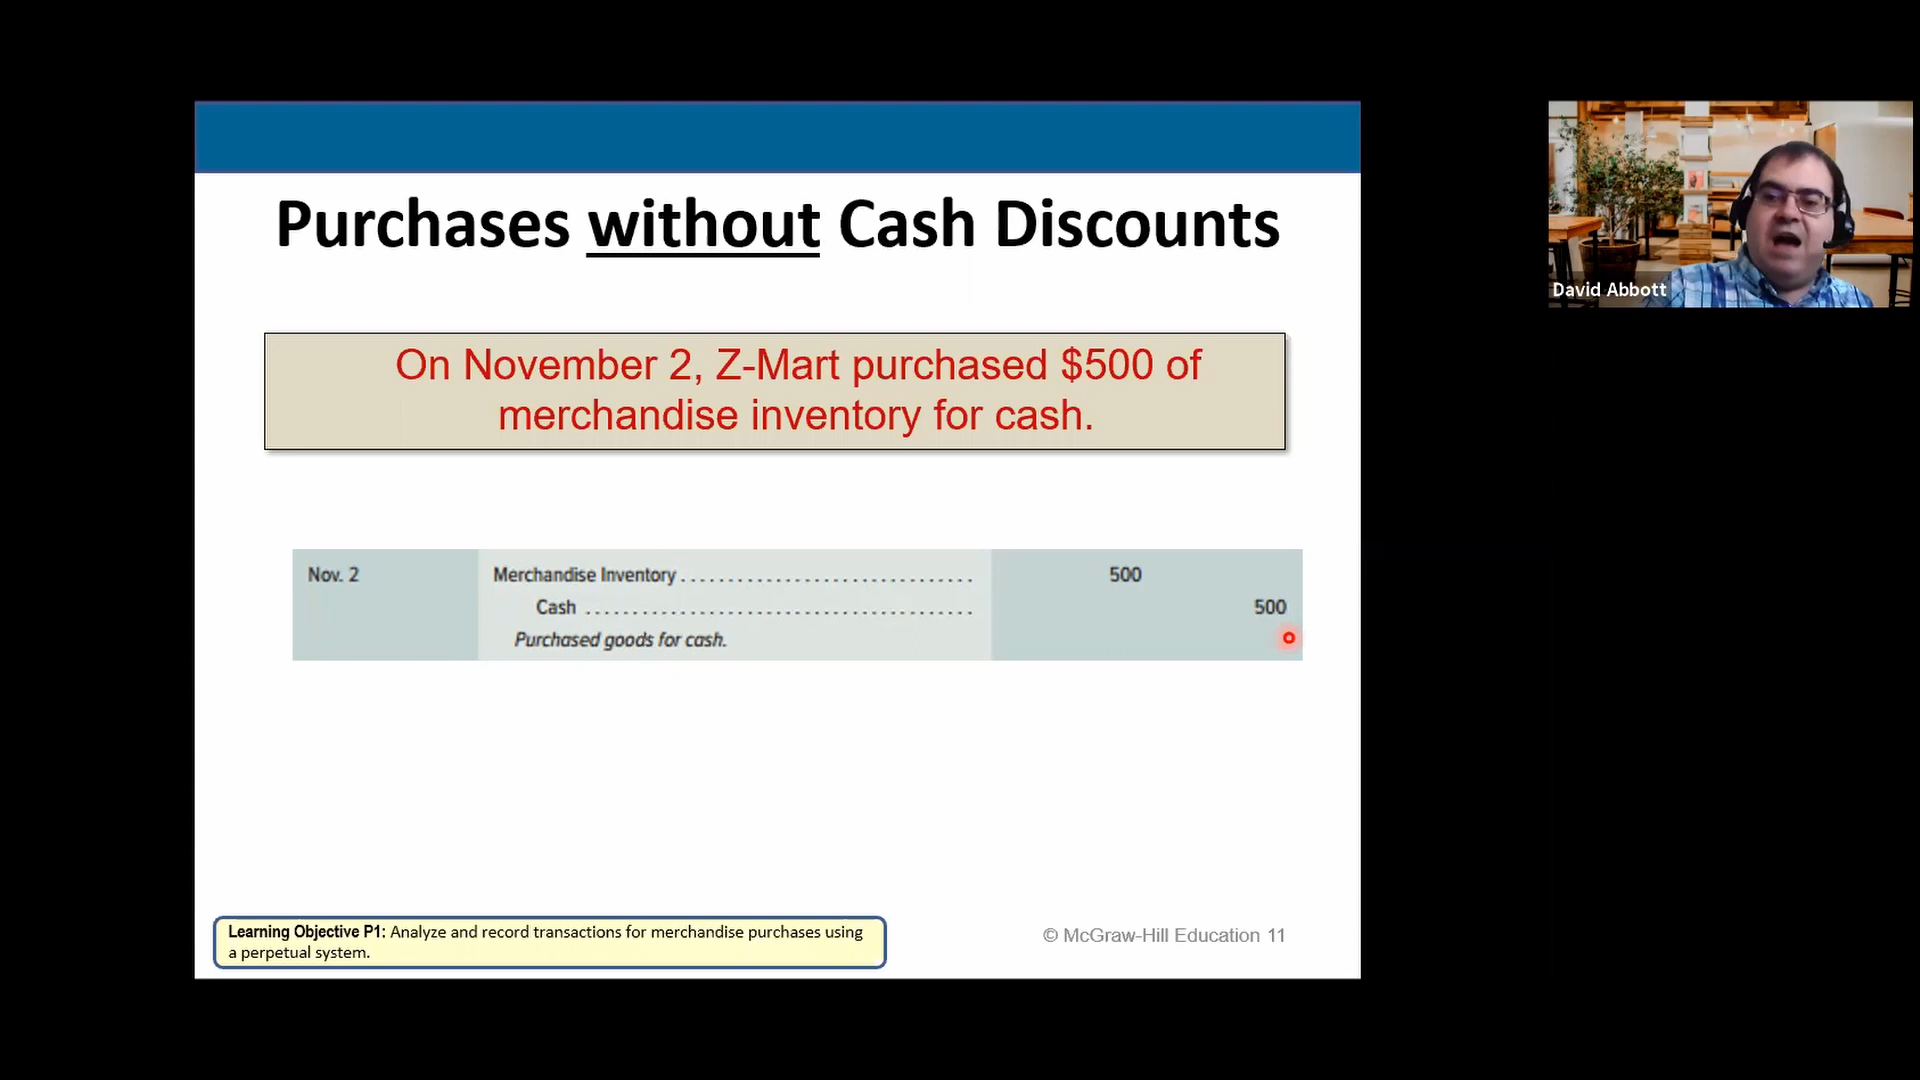 Purchases without Cash Discounts
On November 2, Z-Mart purchased $500 of
merchandise inventory for cash.
Nov. 2 Merchandise Inventory ............................... 500
Cash ......................................... 500
Purchased goods for cash.
Learning Objective P1: Analyze and record transactions for merchandise purchases using
a perpetual system.
© McGraw-Hill Education 11
David Abbott